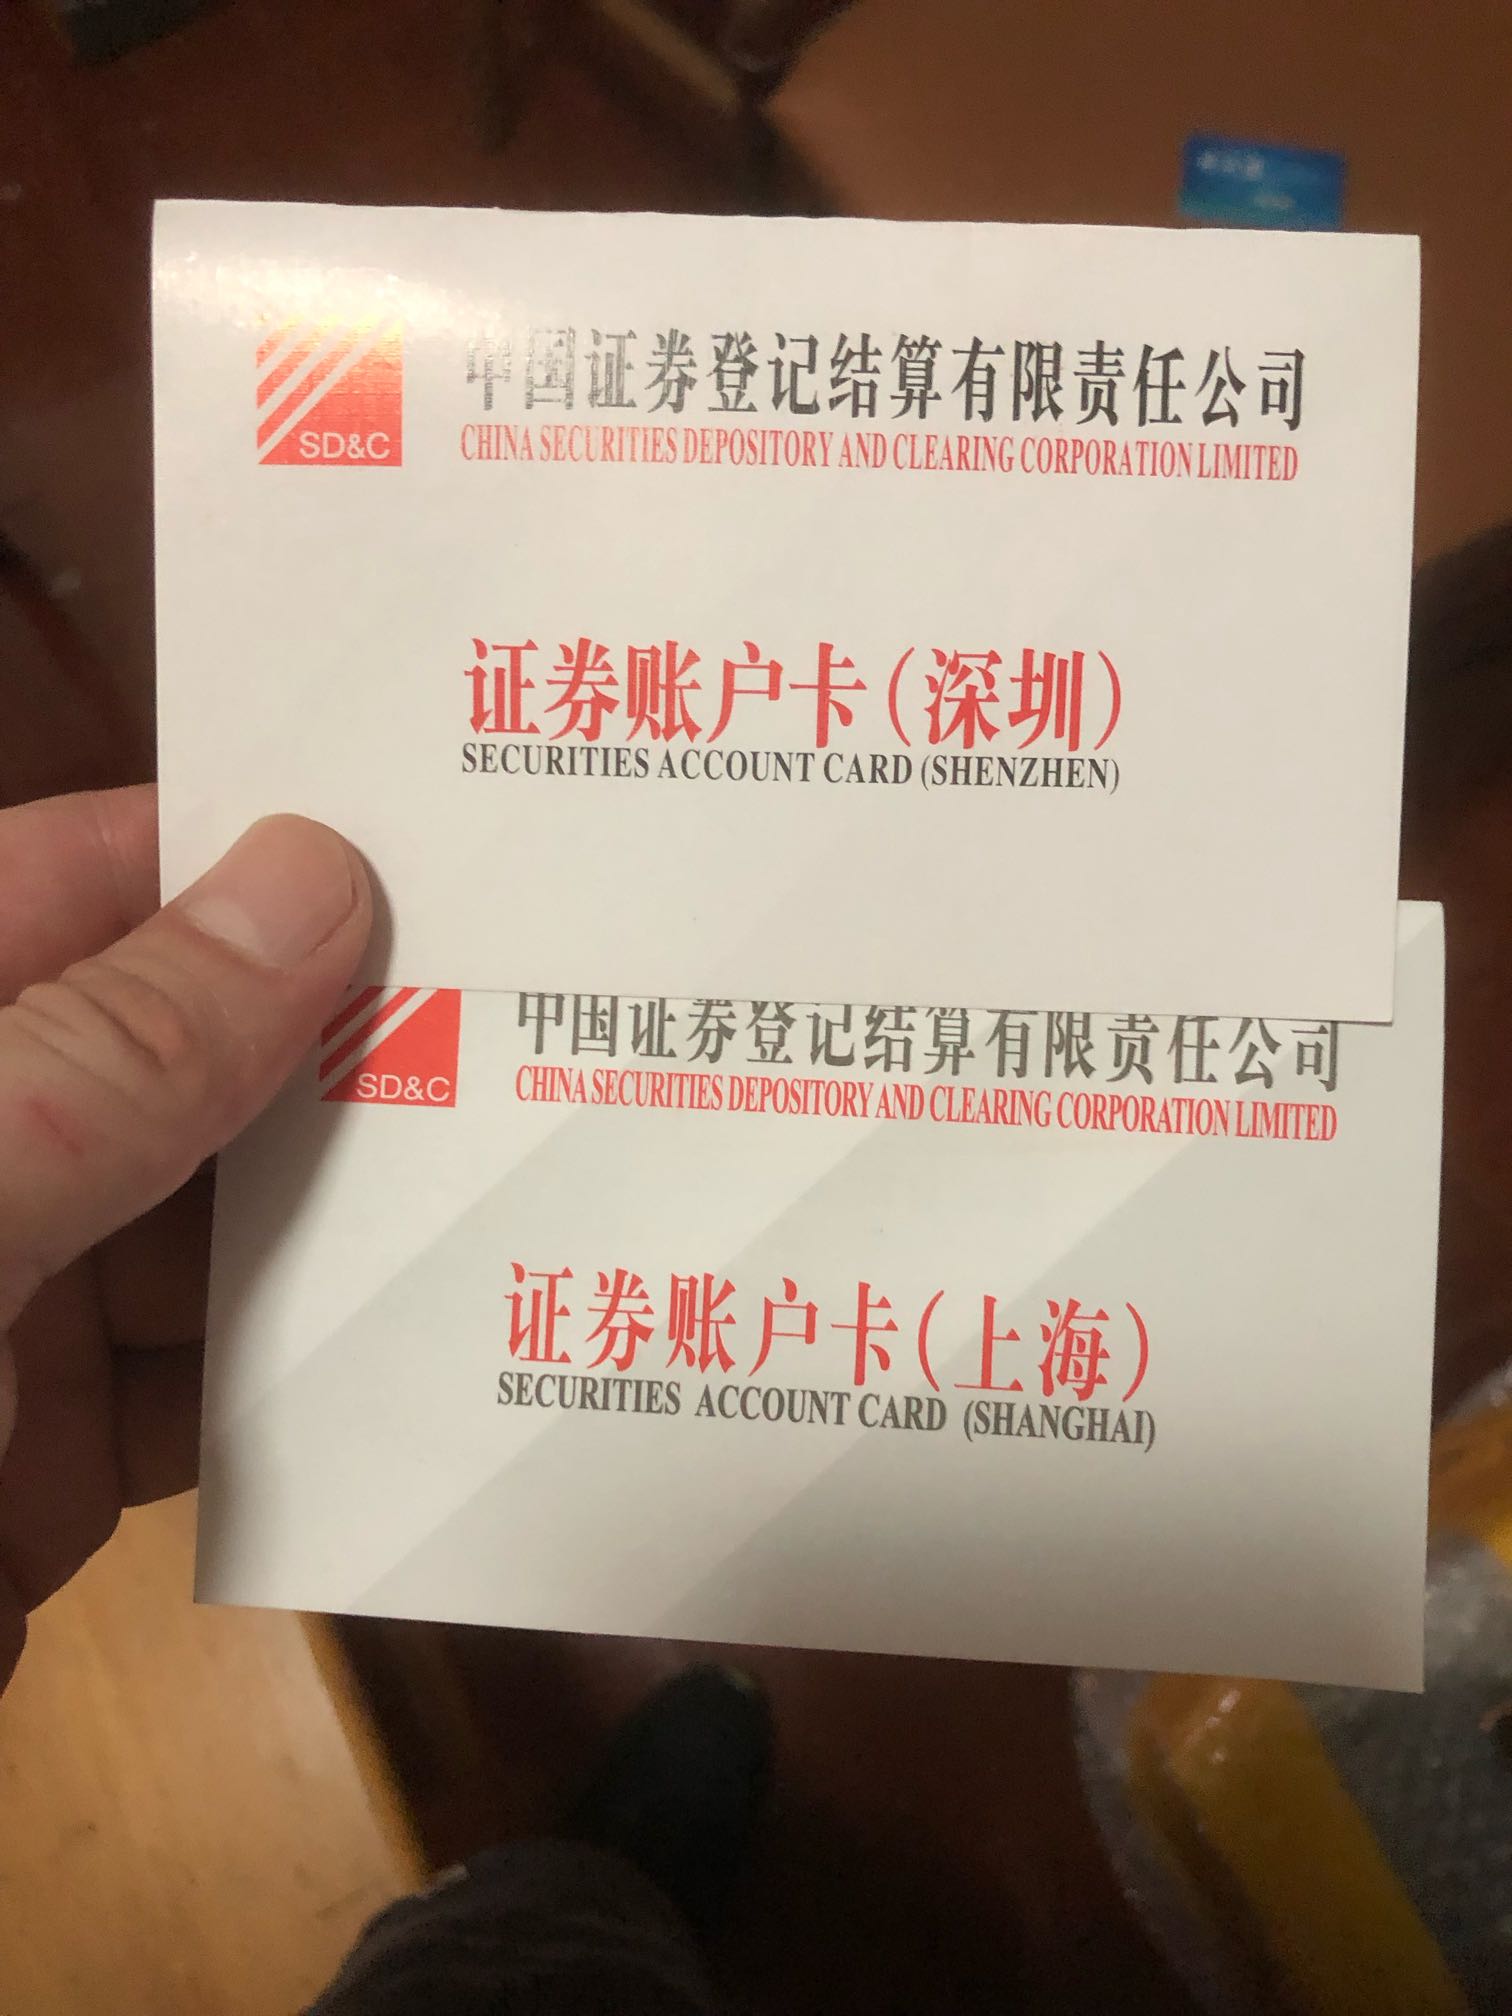 中国证券登记结算有限责任公司
SD&C
CHINA SECURITIES DEPOSITORY AND CLEARING CORPORATION LIMITED
证券账户卡(深圳)
SECURITIES ACCOUNT CARD (SHENZHEN)
中国证券登记结算有限责任公司
SD&C
CHINA SECURITIES DEPOSITORY AND CLEARING CORPORATION LIMITED
证券账户卡(上海)
SECURITIES ACCOUNT CARD (SHANGHAI)